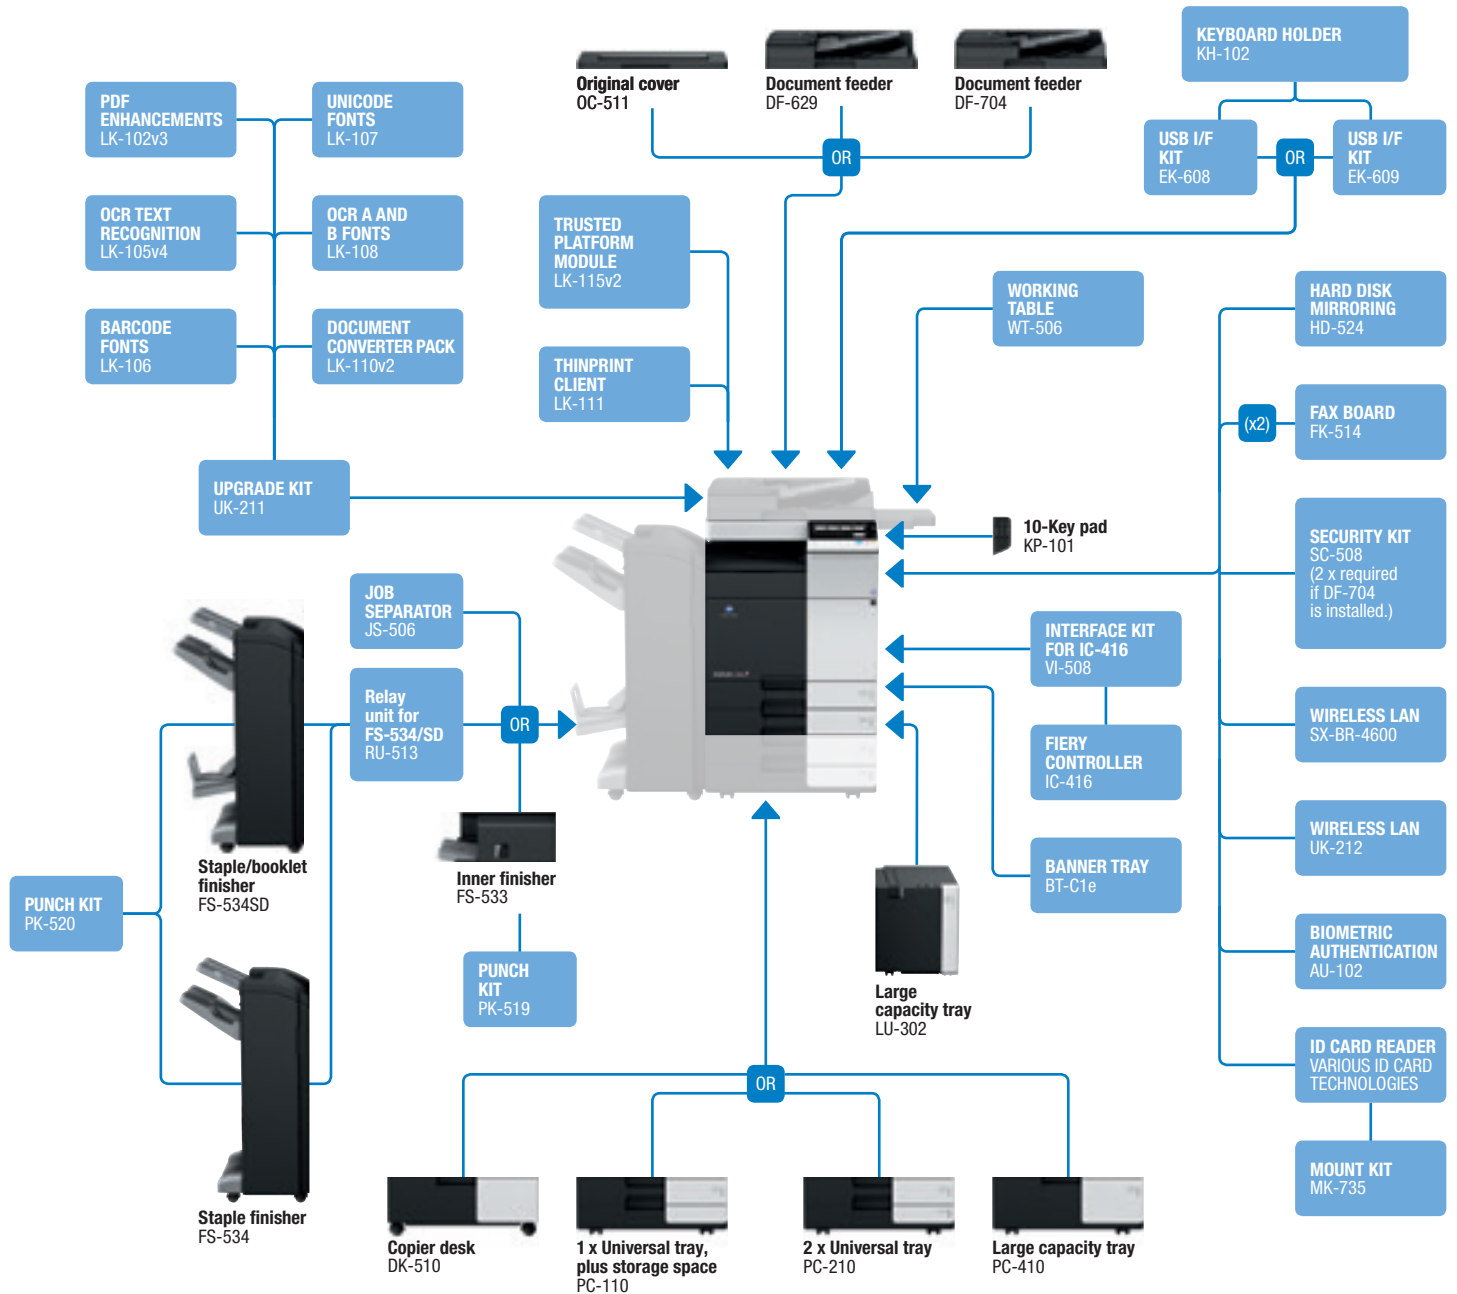 KEYBOARD HOLDER
KH-102
Original cover
OC-511
Document feeder
DF-629
Document feeder
DF-704
PDF
ENHANCEMENTS
LK-102v3
UNICODE
FONTS
LK-107
USB I/F
KIT
EK-608
OR
USB I/F
KIT
EK-609
OR
OCR TEXT
RECOGNITION
LK-105v4
OCR A AND
B FONTS
LK-108
TRUSTED
PLATFORM
MODULE
LK-115v2
WORKING
TABLE
WT-506
HARD DISK
MIRRORING
HD-524
BARCODE
FONTS
LK-106
DOCUMENT
CONVERTER PACK
LK-110v2
THINPRINT
CLIENT
LK-111
(x2)
FAX BOARD
FK-514
UPGRADE KIT
UK-211
10-Key pad
KP-101
SECURITY KIT
SC-508
(2 x required
if DF-704
is installed.)
JOB
SEPARATOR
JS-506
INTERFACE KIT
FOR IC-416
VI-508
Relay
unit for
FS-534/SD
RU-513
OR
WIRELESS LAN
SX-BR-4600
FIERY
CONTROLLER
IC-416
WIRELESS LAN
UK-212
Staple/booklet
finisher
FS-534SD
Inner finisher
FS-533
BANNER TRAY
BT-C1e
PUNCH KIT
PK-520
BIOMETRIC
AUTHENTICATION
AU-102
PUNCH
KIT
PK-519
Large
capacity tray
LU-302
ID CARD READER
VARIOUS ID CARD
TECHNOLOGIES
OR
MOUNT KIT
MK-735
Staple finisher
FS-534
Copier desk
DK-510
1 x Universal tray,
plus storage space
PC-110
2 x Universal tray
PC-210
Large capacity tray
PC-410